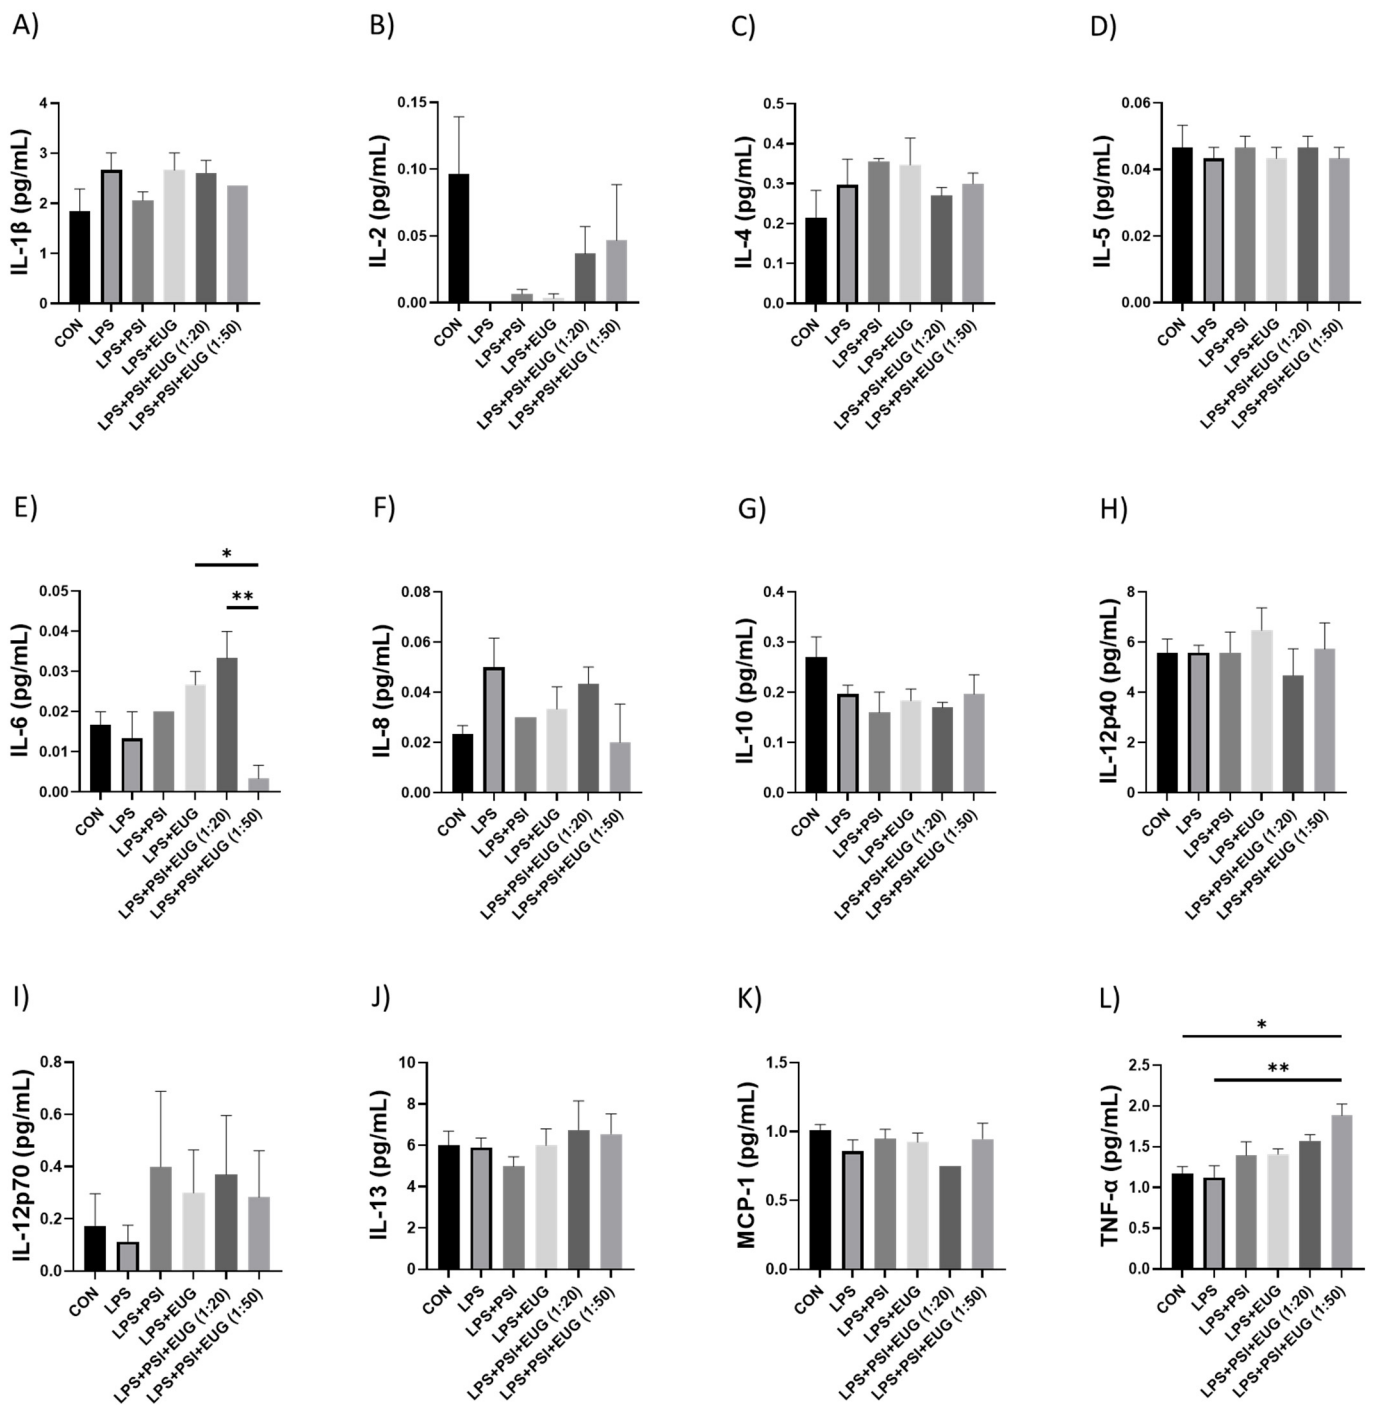 A)
B)
C)
D)
IL-1β (pg/mL)
4
3
2
1
0
CON
LPS
LPS+PSI
LPS+EUG
LPS+PSI+EUG (1:20)
LPS+PSI+EUG (1:50)
IL-2 (pg/mL)
0.15
0.10
0.05
0.00
CON
LPS
LPS+PSI
LPS+EUG
LPS+PSI+EUG (1:20)
LPS+PSI+EUG (1:50)
IL-4 (pg/mL)
0.5
0.4
0.3
0.2
0.1
0.0
CON
LPS
LPS+PSI
LPS+EUG
LPS+PSI+EUG (1:20)
LPS+PSI+EUG (1:50)
IL-5 (pg/mL)
0.06
0.04
0.02
0.00
CON
LPS
LPS+PSI
LPS+EUG
LPS+PSI+EUG (1:20)
LPS+PSI+EUG (1:50)
E)
F)
G)
H)
*
**
IL-6 (pg/mL)
0.05
0.04
0.03
0.02
0.01
0.00
CON
LPS
LPS+PSI
LPS+EUG
LPS+PSI+EUG (1:20)
LPS+PSI+EUG (1:50)
IL-8 (pg/mL)
0.08
0.06
0.04
0.02
0.00
CON
LPS
LPS+PSI
LPS+EUG
LPS+PSI+EUG (1:20)
LPS+PSI+EUG (1:50)
IL-10 (pg/mL)
0.4
0.3
0.2
0.1
0.0
CON
LPS
LPS+PSI
LPS+EUG
LPS+PSI+EUG (1:20)
LPS+PSI+EUG (1:50)
IL-12p40 (pg/mL)
8
6
4
2
0
CON
LPS
LPS+PSI
LPS+EUG
LPS+PSI+EUG (1:20)
LPS+PSI+EUG (1:50)
I)
J)
K)
L)
IL-12p70 (pg/mL)
0.8
0.6
0.4
0.2
0.0
CON
LPS
LPS+PSI
LPS+EUG
LPS+PSI+EUG (1:20)
LPS+PSI+EUG (1:50)
IL-13 (pg/mL)
10
8
6
4
2
0
CON
LPS
LPS+PSI
LPS+EUG
LPS+PSI+EUG (1:20)
LPS+PSI+EUG (1:50)
MCP-1 (pg/mL)
1.5
1.0
0.5
0.0
CON
LPS
LPS+PSI
LPS+EUG
LPS+PSI+EUG (1:20)
LPS+PSI+EUG (1:50)
*
**
TNF-α (pg/mL)
2.5
2.0
1.5
1.0
0.5
0.0
CON
LPS
LPS+PSI
LPS+EUG
LPS+PSI+EUG (1:20)
LPS+PSI+EUG (1:50)